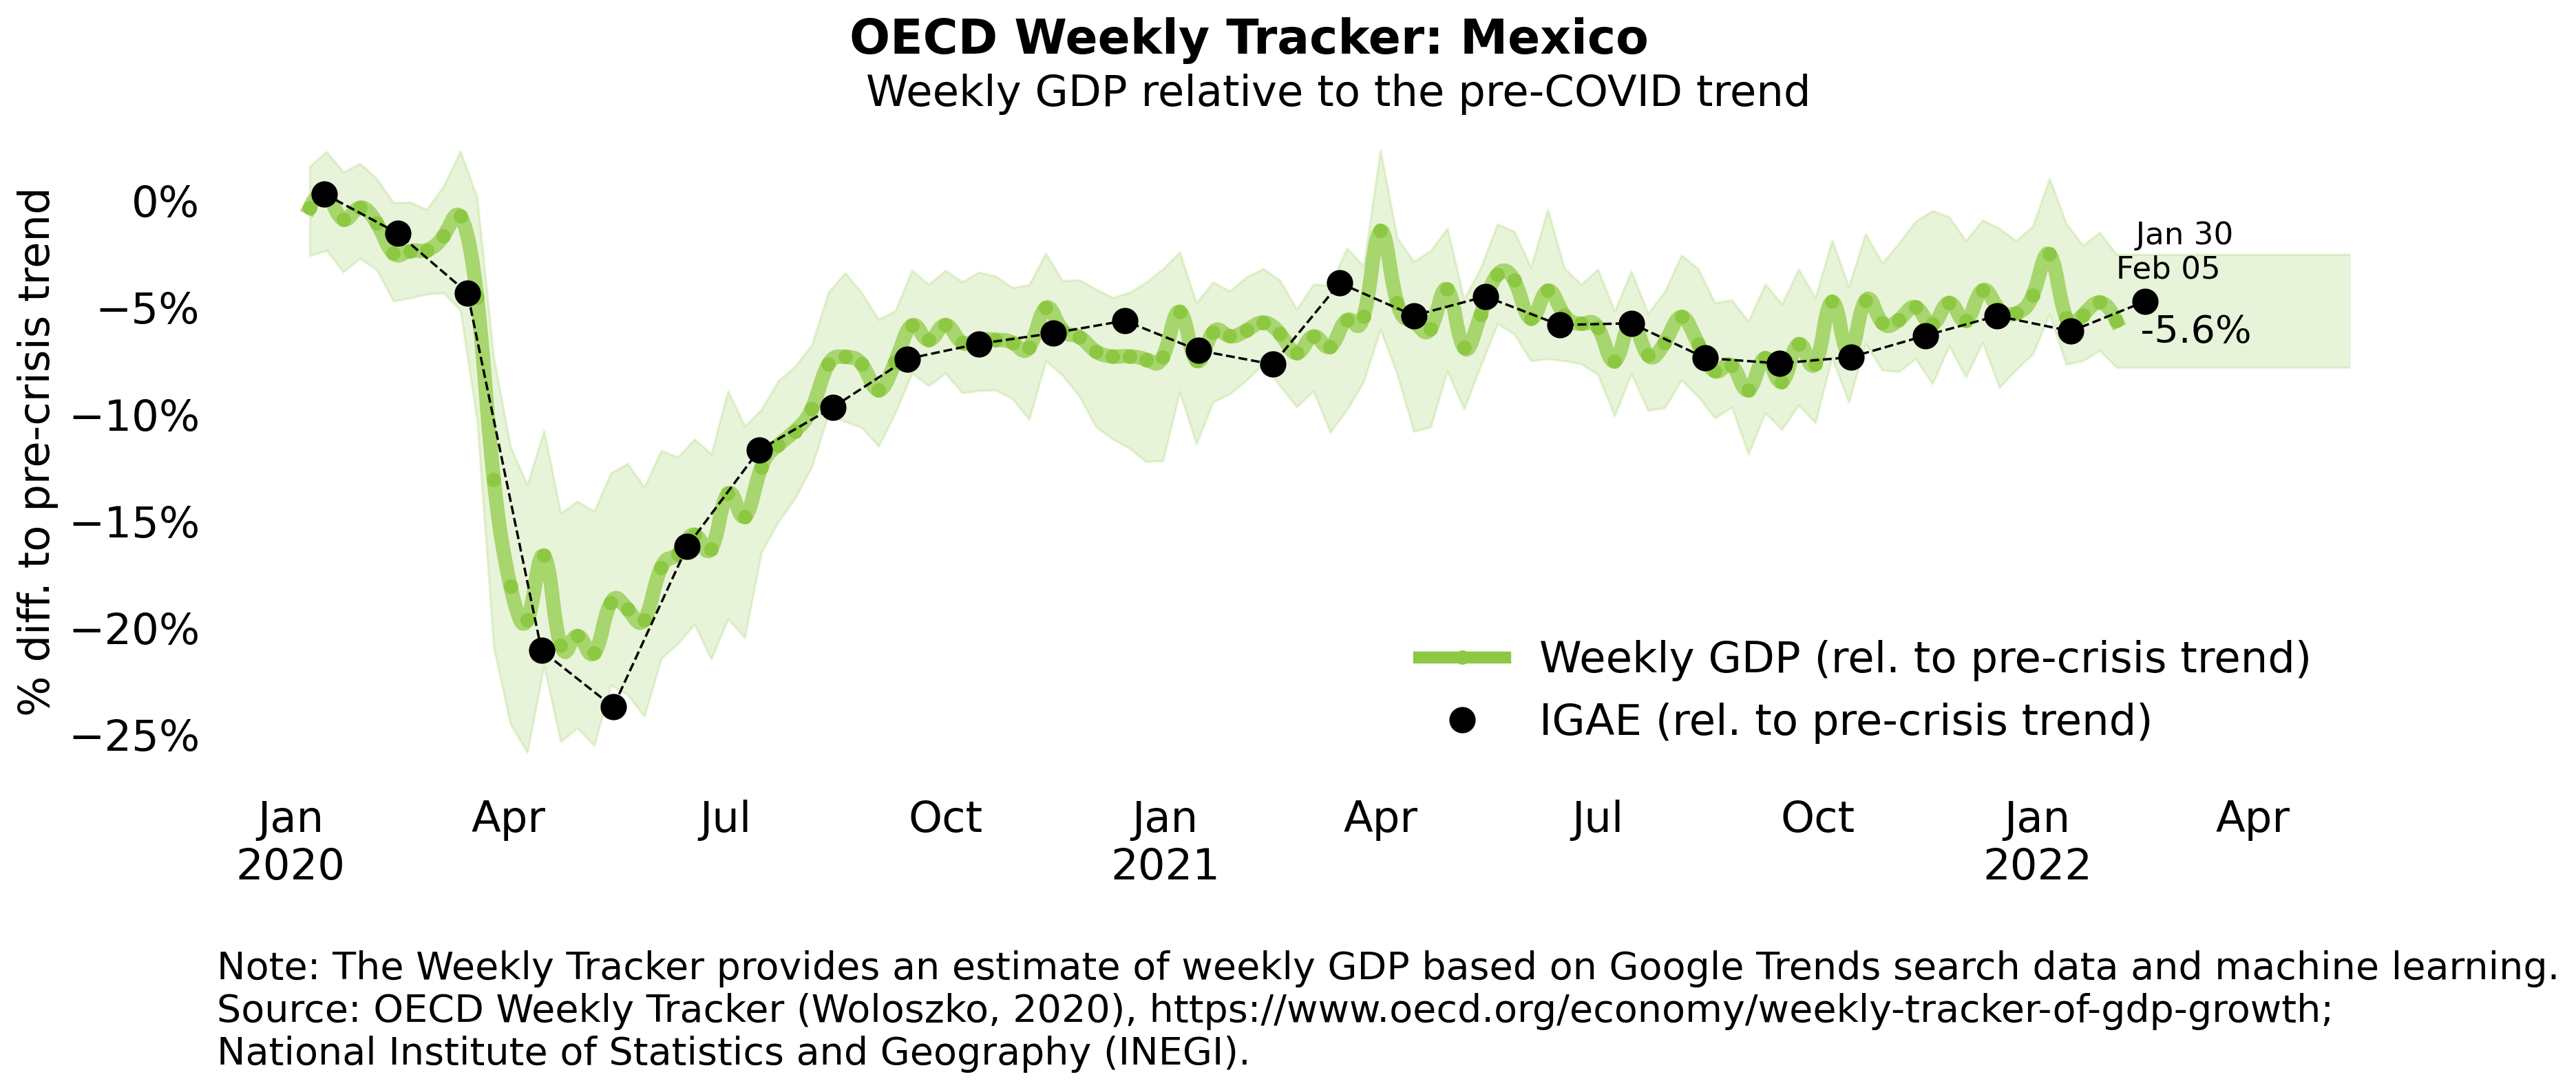 OECD Weekly Tracker: Mexico
Weekly GDP relative to the pre-COVID trend
% diff. to pre-crisis trend
0%
−5%
−10%
−15%
−20%
−25%
Jan 30
Feb 05
-5.6%
Weekly GDP (rel. to pre-crisis trend)
IGAE (rel. to pre-crisis trend)
Jan Apr Jul Oct Jan Apr Jul Oct Jan Apr
2020 2021 2022
Note: The Weekly Tracker provides an estimate of weekly GDP based on Google Trends search data and machine learning.
Source: OECD Weekly Tracker (Woloszko, 2020), https://www.oecd.org/economy/weekly-tracker-of-gdp-growth;
National Institute of Statistics and Geography (INEGI).